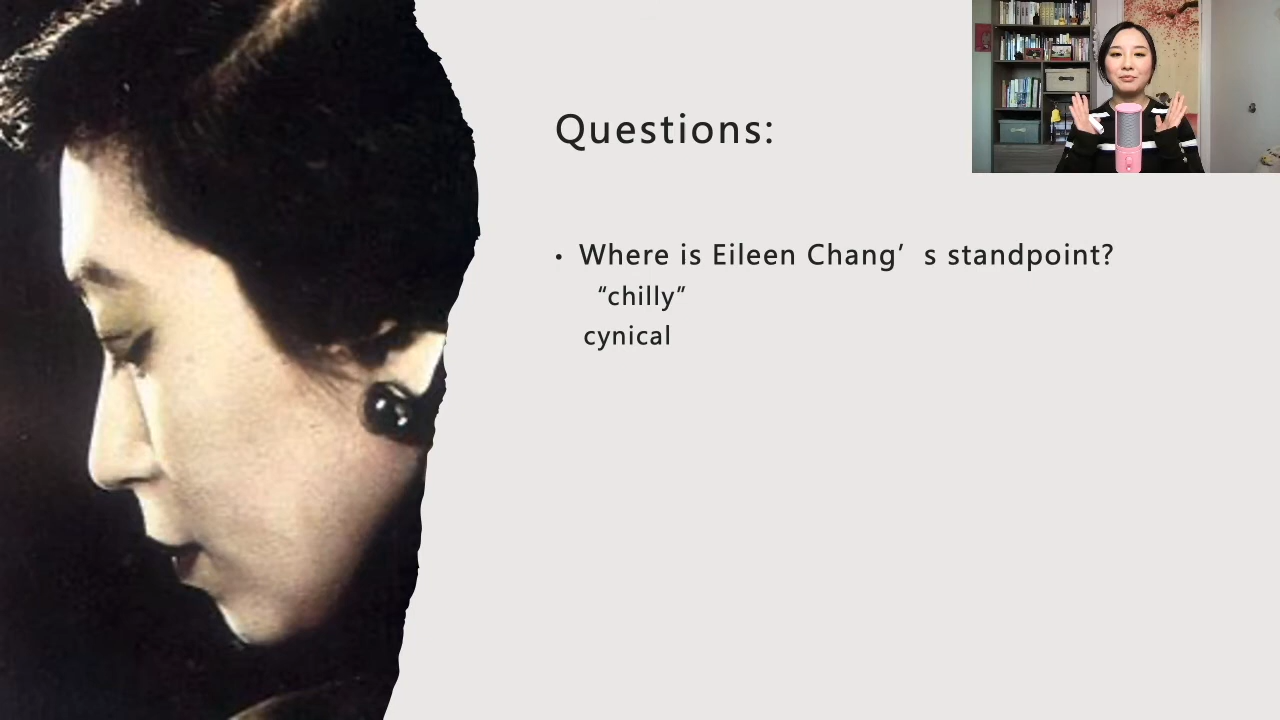 Questions:
• Where is Eileen Chang’s standpoint?
“chilly”
cynical